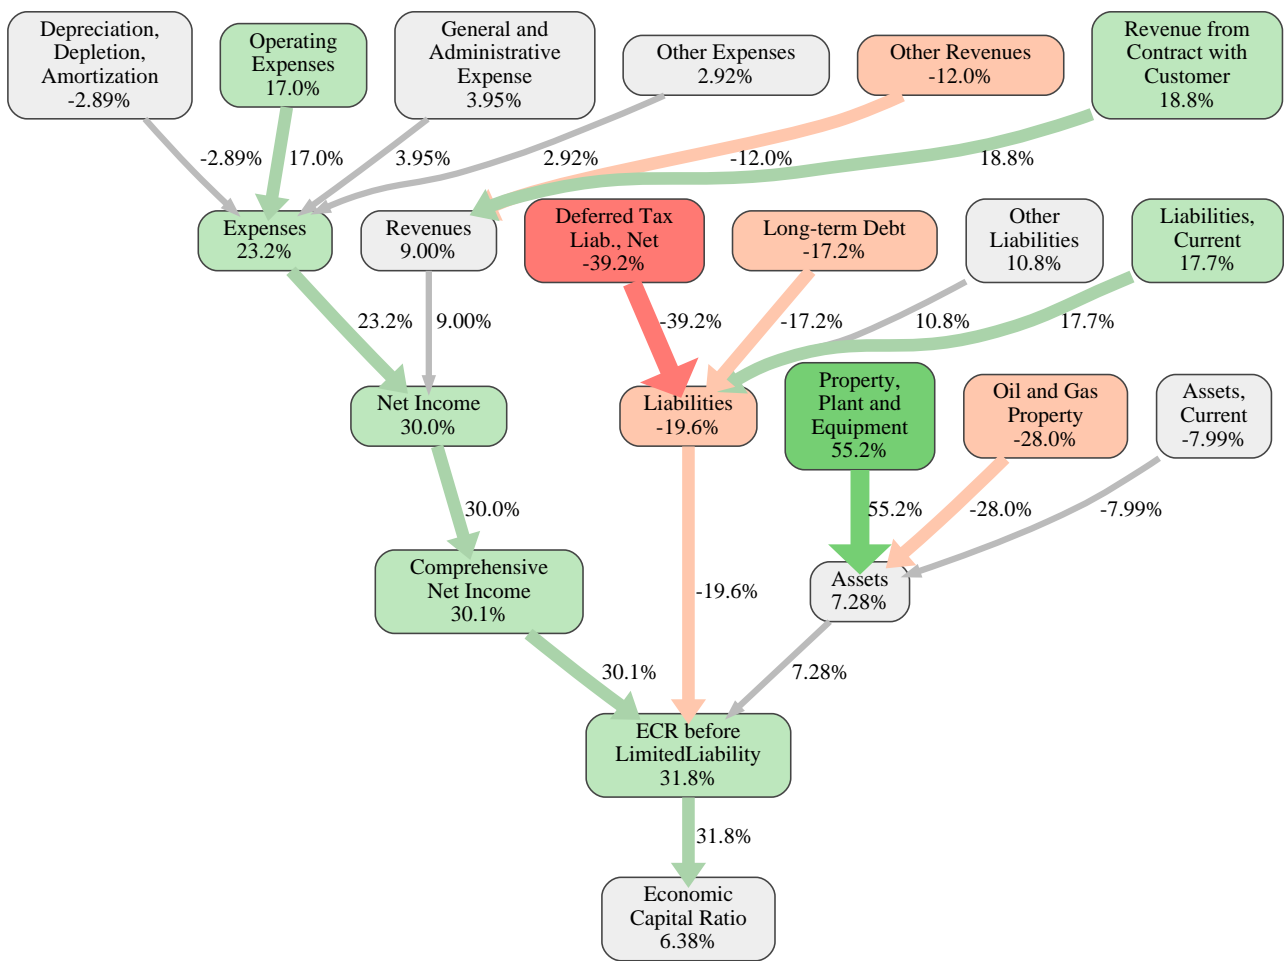 Depreciation,
Depletion,
Amortization
-2.89%
Operating
Expenses
17.0%
General and
Administrative
Expense
3.95%
Other Expenses
2.92%
Other Revenues
-12.0%
Revenue from
Contract with
Customer
18.8%
-2.89%
17.0%
3.95%
2.92%
-12.0%
18.8%
Expenses
23.2%
Revenues
9.00%
Deferred Tax
Liab., Net
-39.2%
Long-term Debt
-17.2%
Other
Liabilities
10.8%
Liabilities,
Current
17.7%
23.2%
9.00%
-39.2%
-17.2%
10.8%
17.7%
Net Income
30.0%
Liabilities
-19.6%
Property,
Plant and
Equipment
55.2%
Oil and Gas
Property
-28.0%
Assets,
Current
-7.99%
30.0%
55.2%
-28.0%
-7.99%
Comprehensive
Net Income
30.1%
-19.6%
Assets
7.28%
30.1%
7.28%
ECR before
LimitedLiability
31.8%
31.8%
Economic
Capital Ratio
6.38%